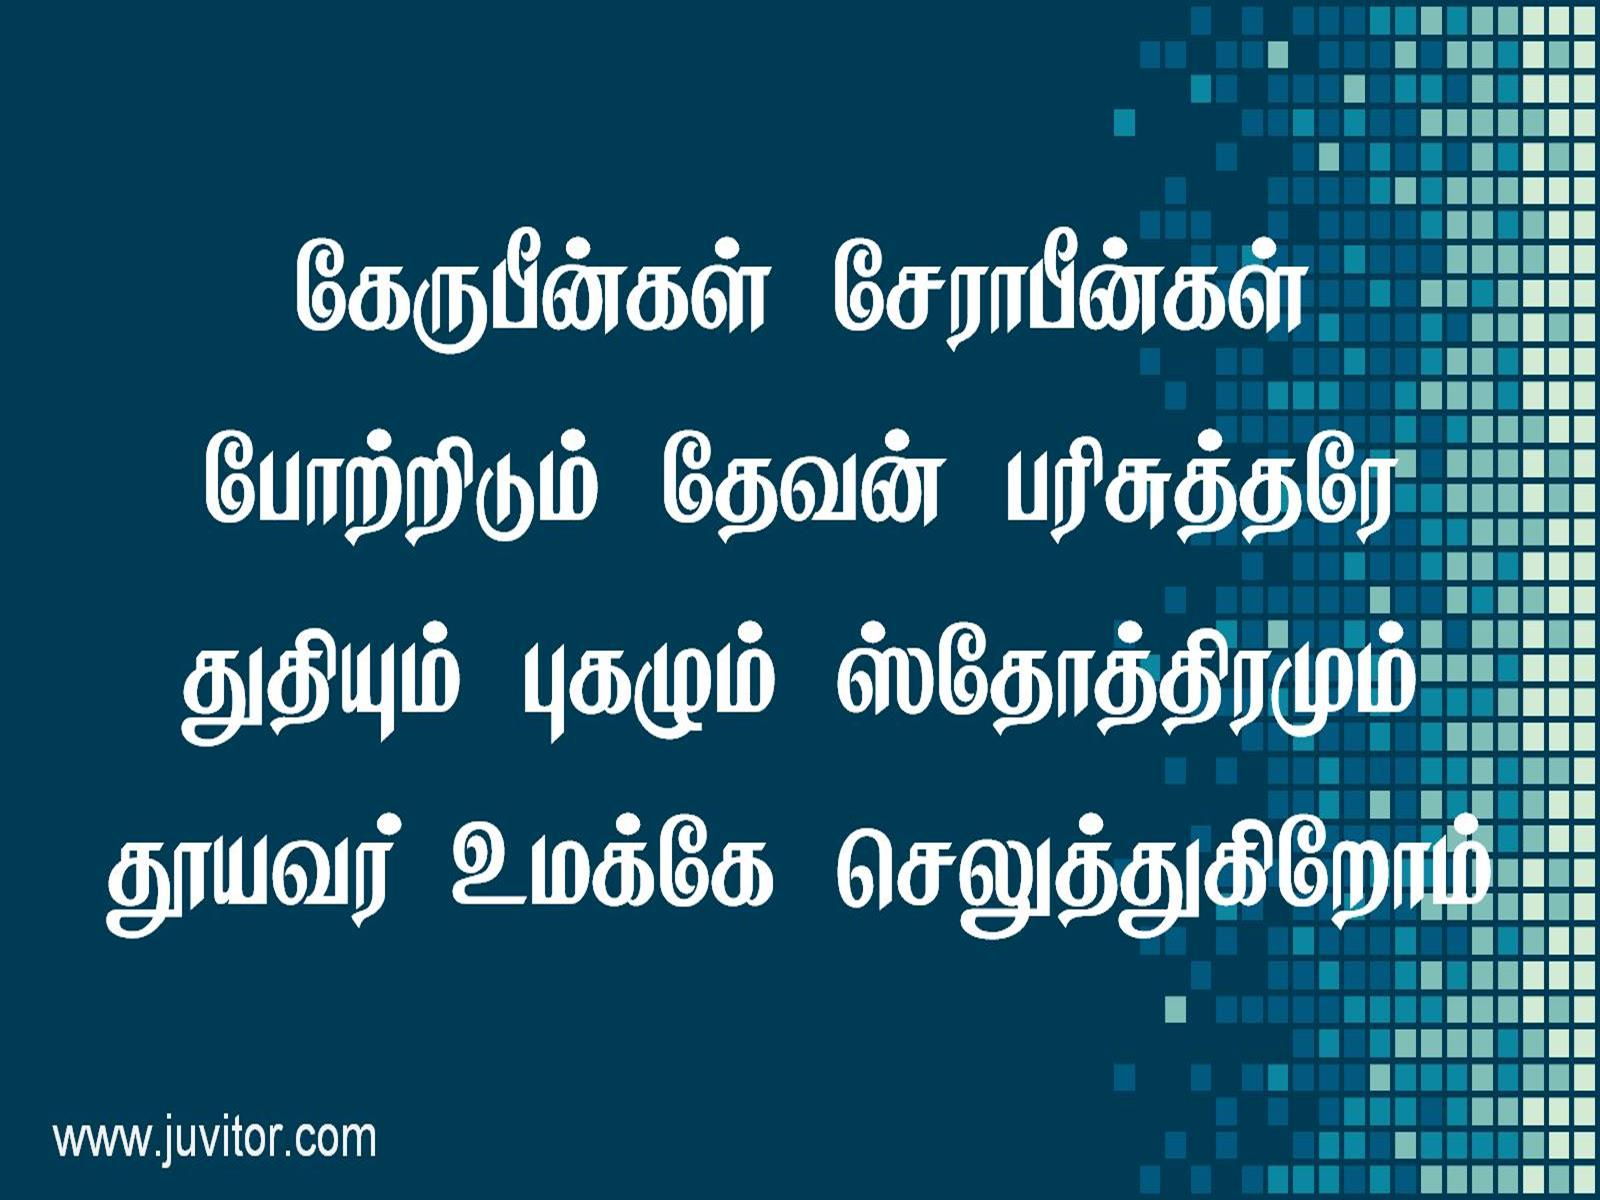 கேருபீன்கள் சேராபீன்கள்
போற்றிடும் தேவன் பரிசுத்தரே
துதியும் புகழும் ஸ்தோத்திரமும்
தூயவர் உமக்கே செலுத்துகிறோம்
www.juvitor.com